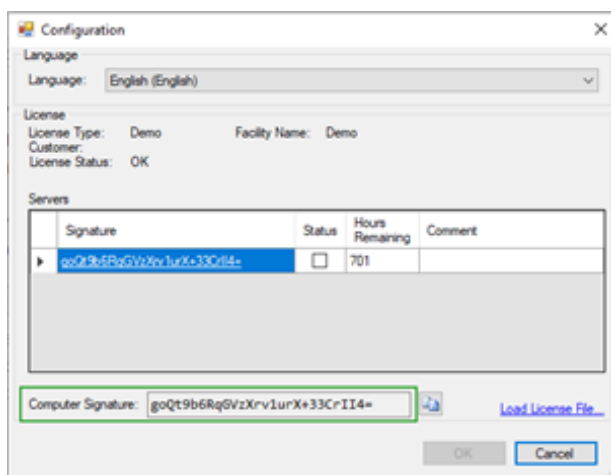 Configuration
Language
Language: English (English)
License
License Type: Demo Facility Name: Demo
Customer:
License Status: OK
Servers
Signature Status Hours Remaining Comment
goQt9b6RqGVzXrv1urX+33CrII4= 701
Computer Signature: goQt9b6RqGVzXrv1urX+33CrII4=
Load License File...
OK Cancel